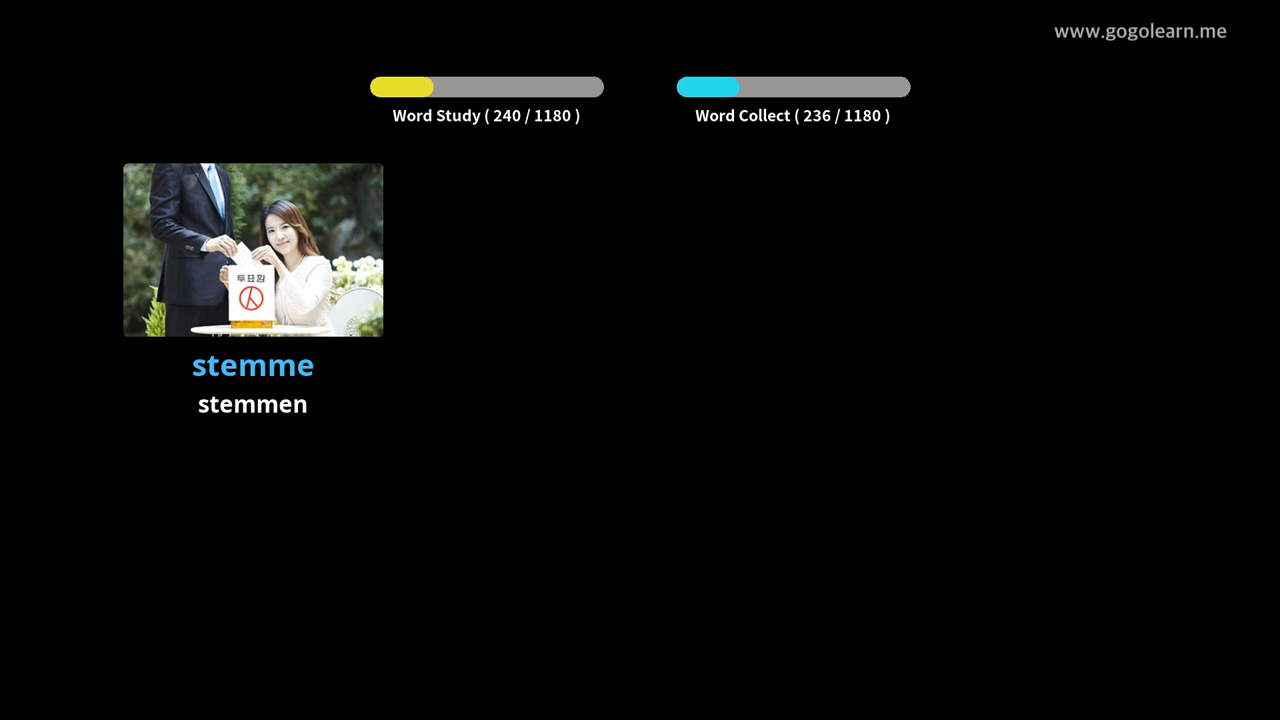 www.gogolearn.me
Word Study ( 240 / 1180 )
Word Collect ( 236 / 1180 )
투표함
stemme
stemmen